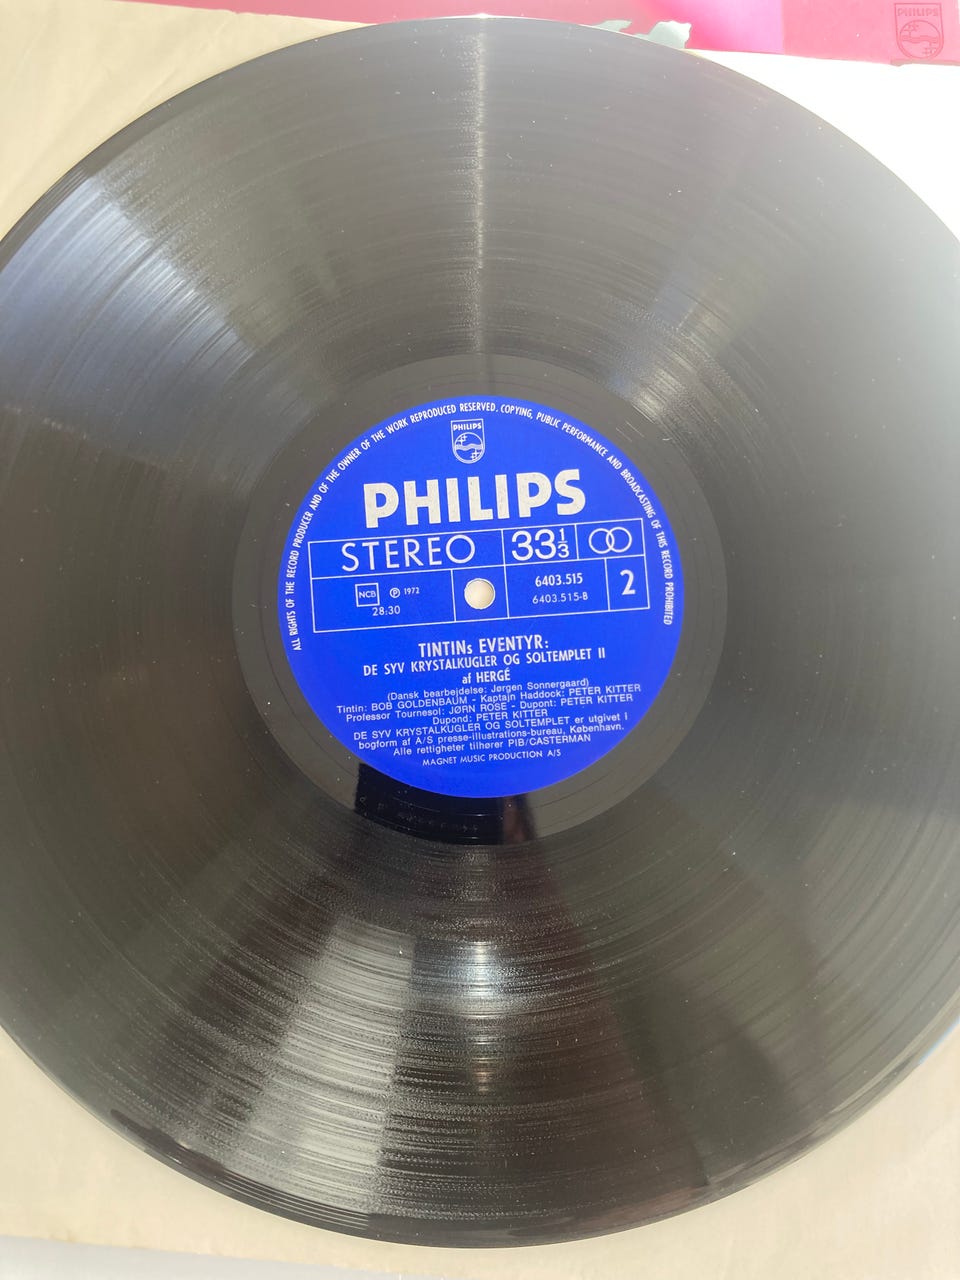 PHILIPS
ALL RIGHTS OF THE RECORD PRODUCER AND OF THE OWNER OF THE WORK REPRODUCED RESERVED. COPYING, PUBLIC PERFORMANCE AND BROADCASTING OF THIS RECORD PROHIBITED
PHILIPS
PHILIPS
STEREO 33⅓
NCB ℗ 1972
28:30
6403.515
6403.515-B
2
TINTINs EVENTYR:
DE SYV KRYSTALKUGLER OG SOLTEMPLET II
af HERGÉ
(Dansk bearbejdelse: Jørgen Sonnergaard)
Tintin: BOB GOLDENBAUM - Kaptajn Haddock: PETER KITTER
Professor Tournesol: JØRN ROSE - Dupont: PETER KITTER
Dupond: PETER KITTER
DE SYV KRYSTALKUGLER OG SOLTEMPLET er utgivet i
bogform af A/S presse-illustrations-bureau, København.
Alle rettigheter tilhører PIB/CASTERMAN
MAGNET MUSIC PRODUCTION A/S